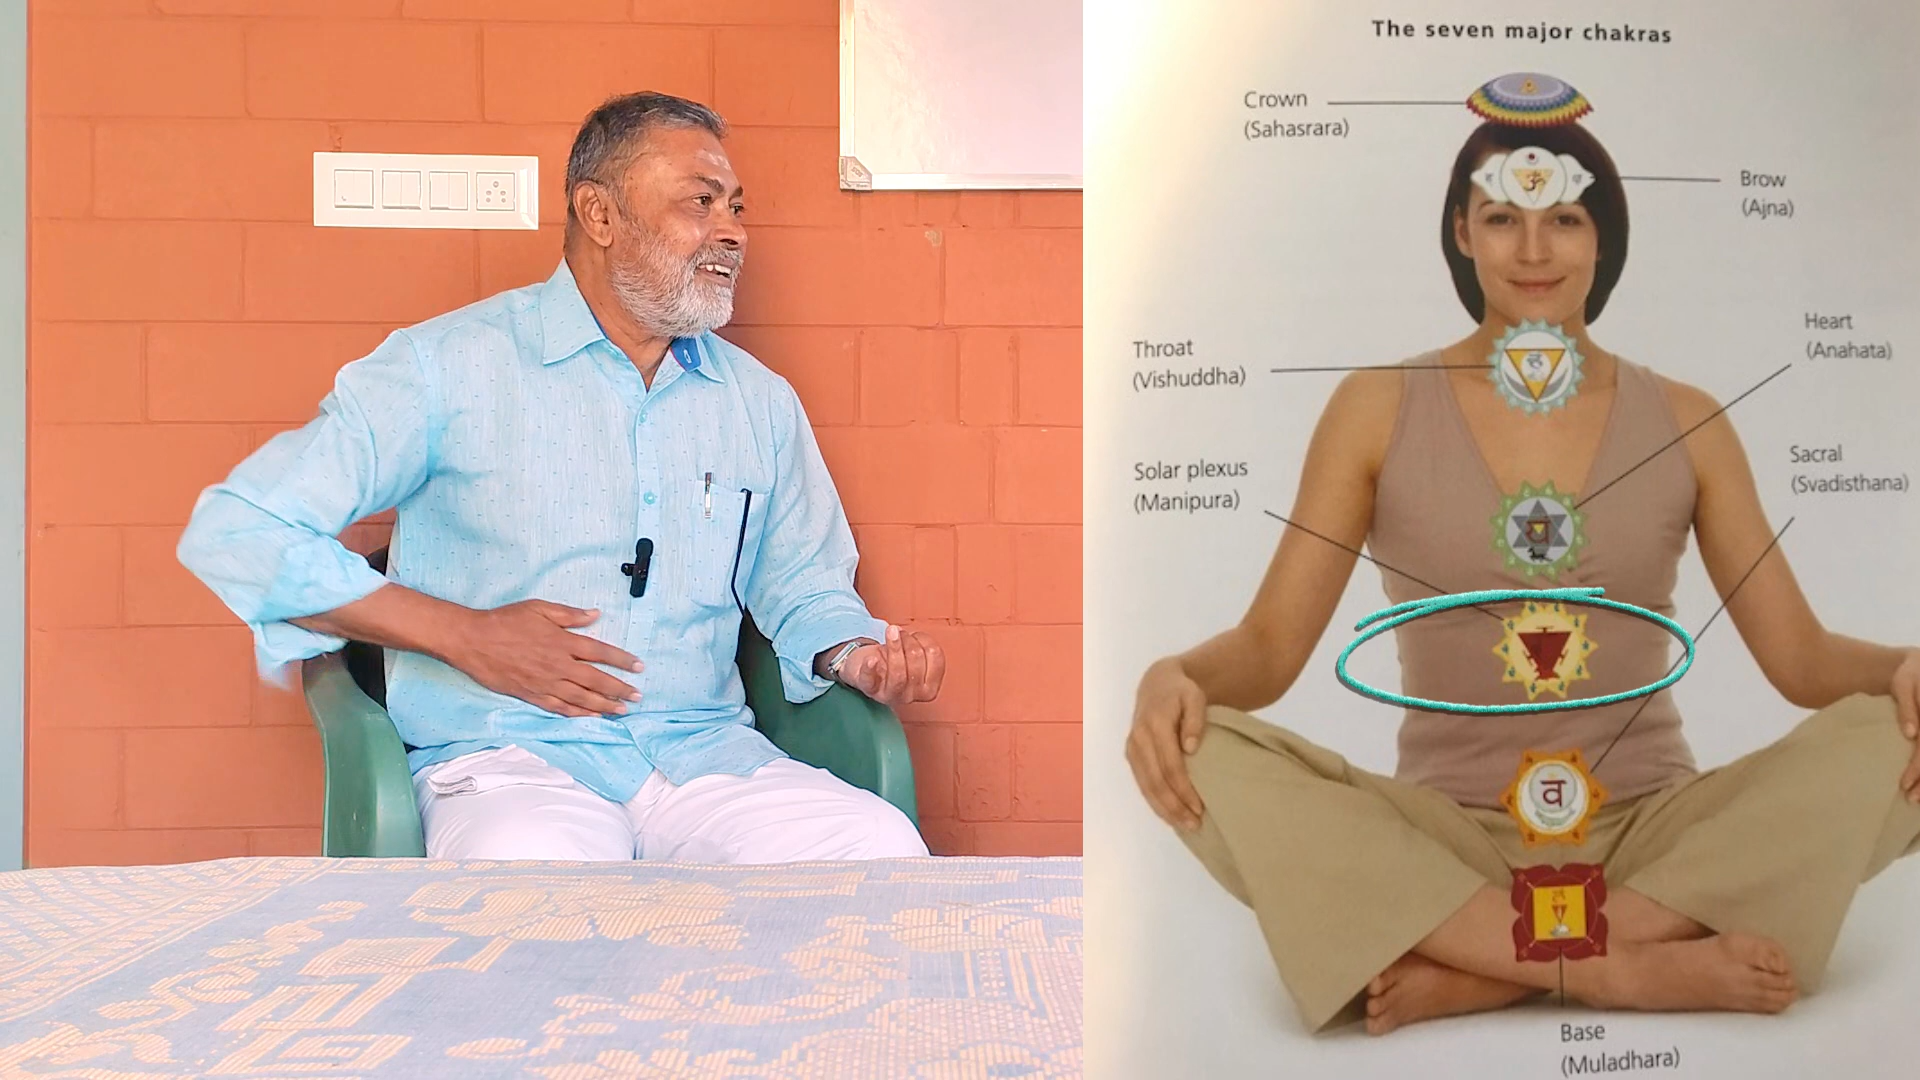 The seven major chakras
Crown
(Sahasrara)
Brow
(Ajna)
ह
ॐ
Throat
(Vishuddha)
Heart
(Anahata)
Solar plexus
(Manipura)
Sacral
(Svadisthana)
व
Base
(Muladhara)